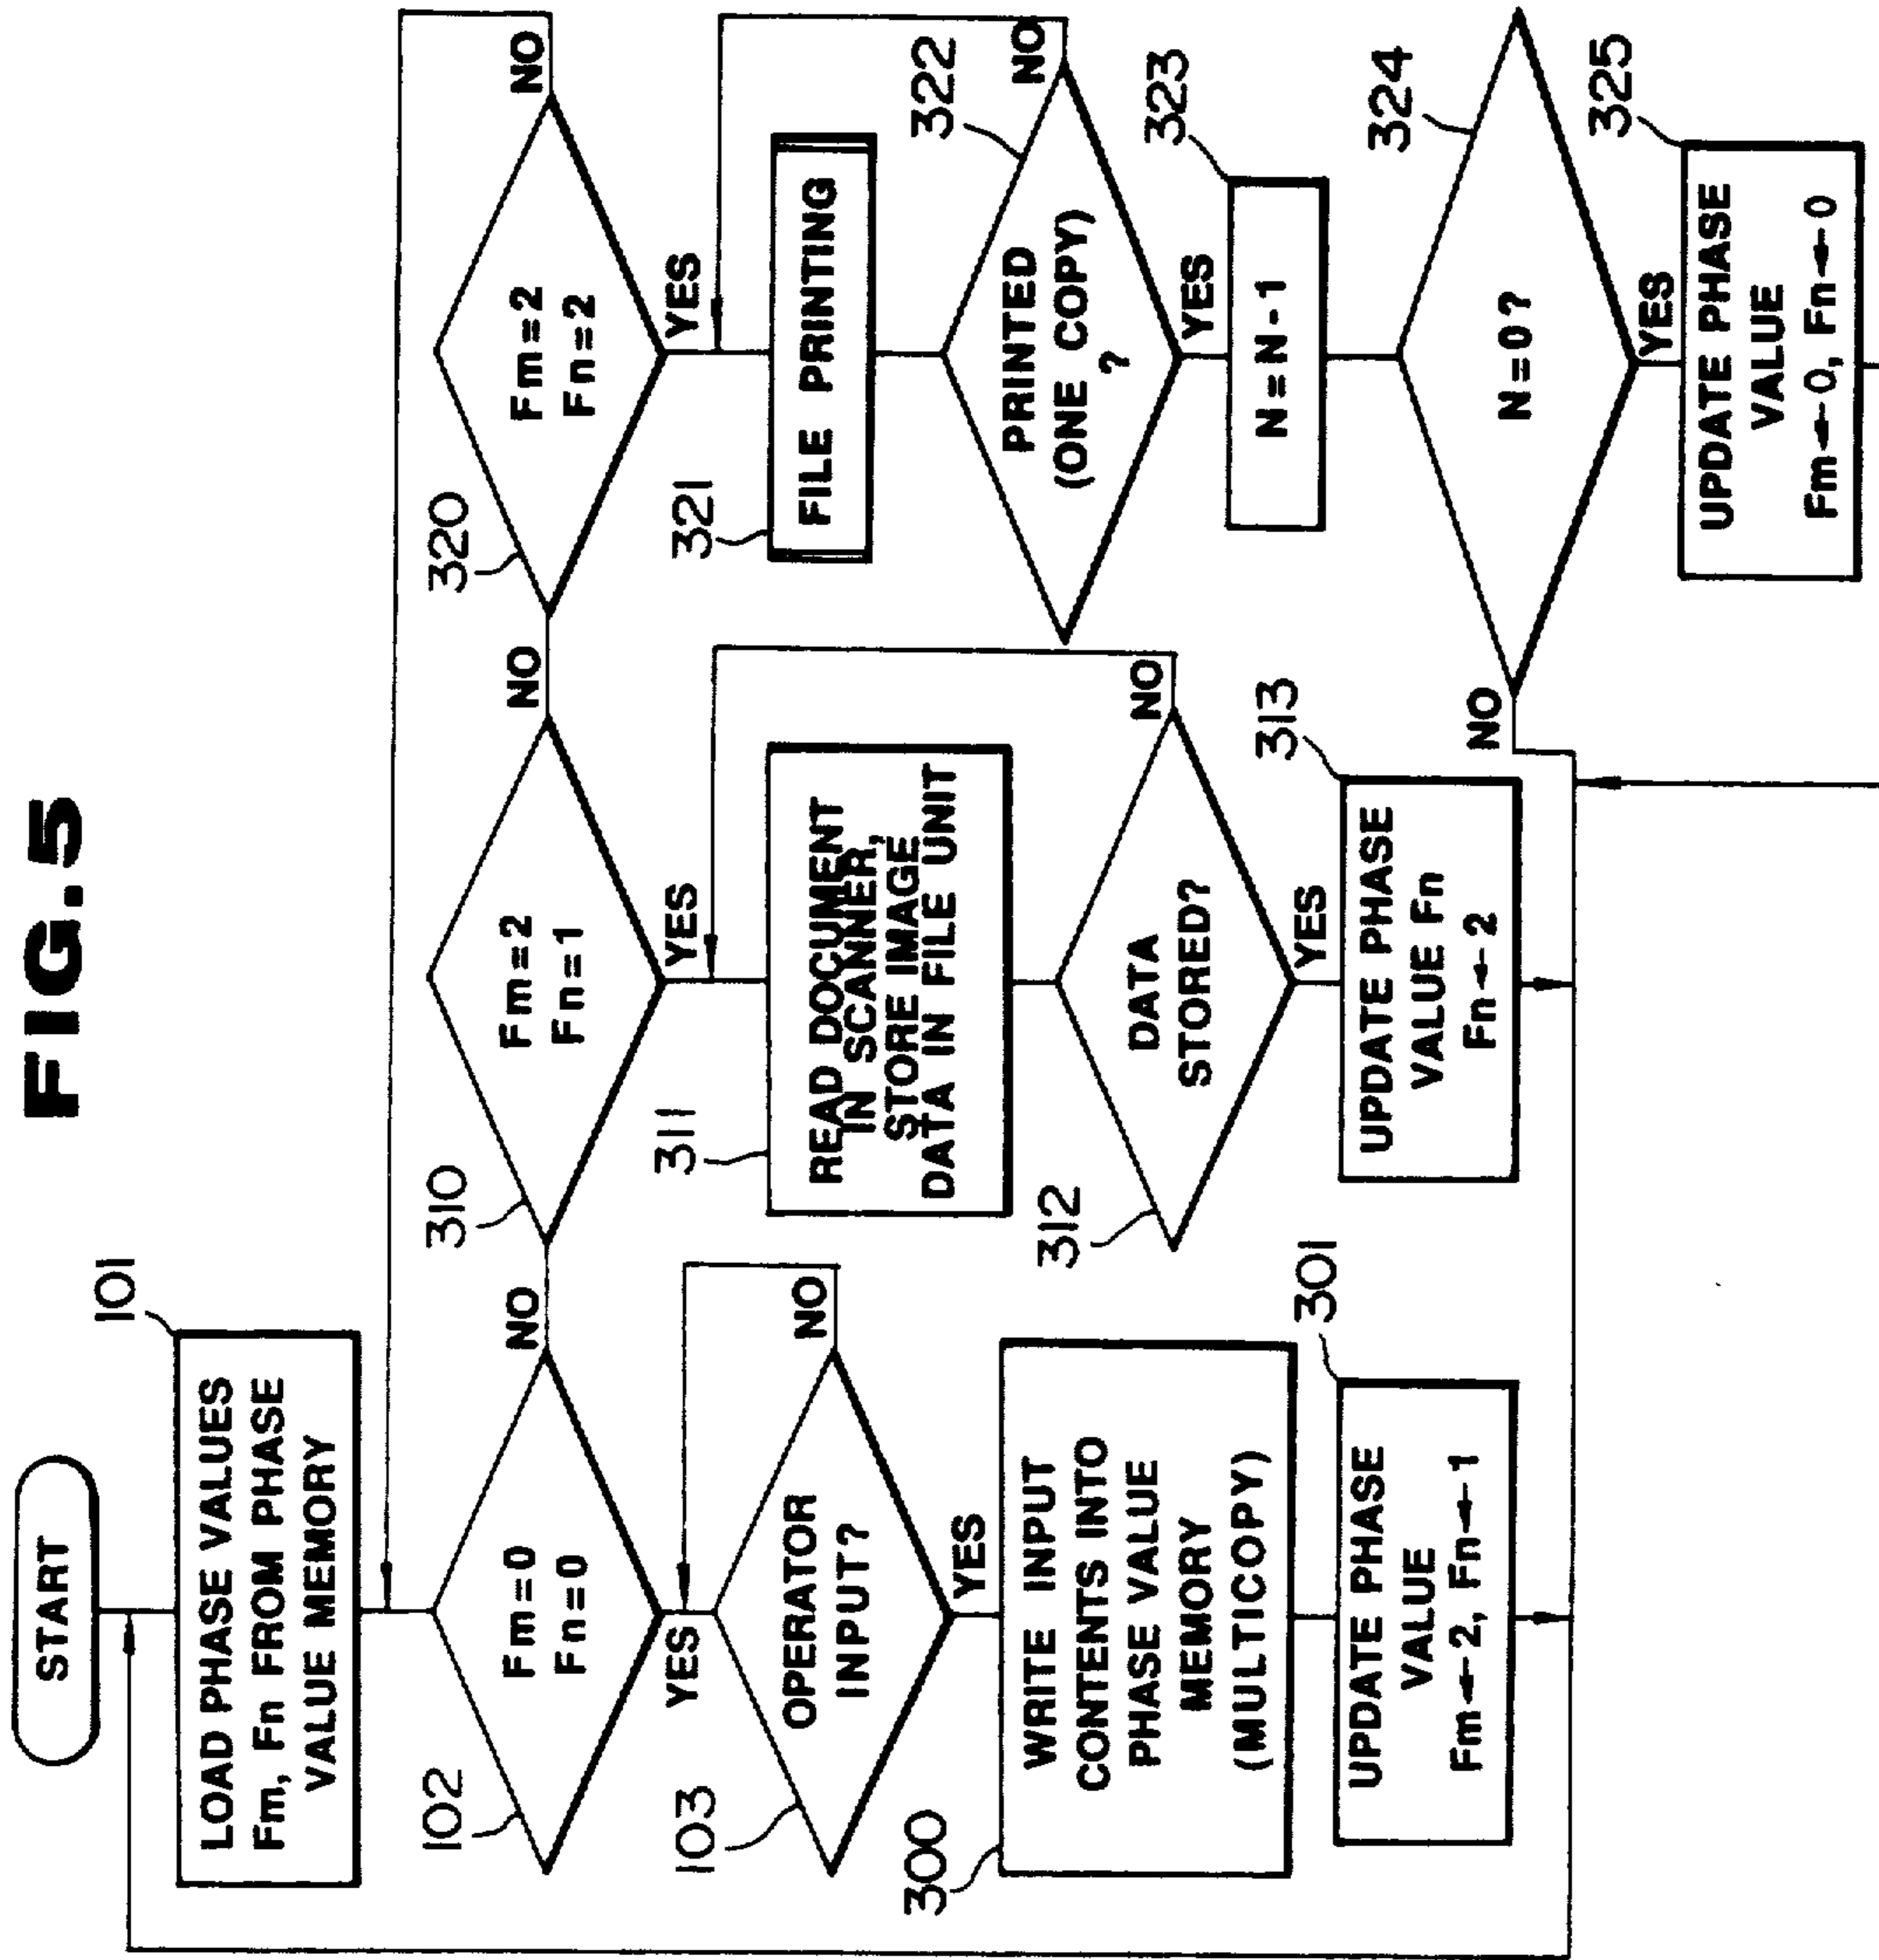 FIG.5
START
101
LOAD PHASE VALUES
Fm, Fn FROM PHASE
VALUE MEMORY
102
Fm=0
Fn=0
NO
YES
103
OPERATOR
INPUT?
NO
YES
300
WRITE INPUT
CONTENTS INTO
PHASE VALUE
MEMORY
(MULTICOPY)
301
UPDATE PHASE
VALUE
Fm←2, Fn←1
310
Fm=2
Fn=1
NO
YES
311
READ DOCUMENT
IN SCANNER,
STORE IMAGE
DATA IN FILE UNIT
312
DATA
STORED?
NO
YES
313
UPDATE PHASE
VALUE Fn
Fn←2
320
Fm=2
Fn=2
NO
YES
321
FILE PRINTING
322
PRINTED
(ONE COPY)
?
NO
YES
323
N=N-1
324
N=0?
NO
YES
325
UPDATE PHASE
VALUE
Fm←0, Fn←0